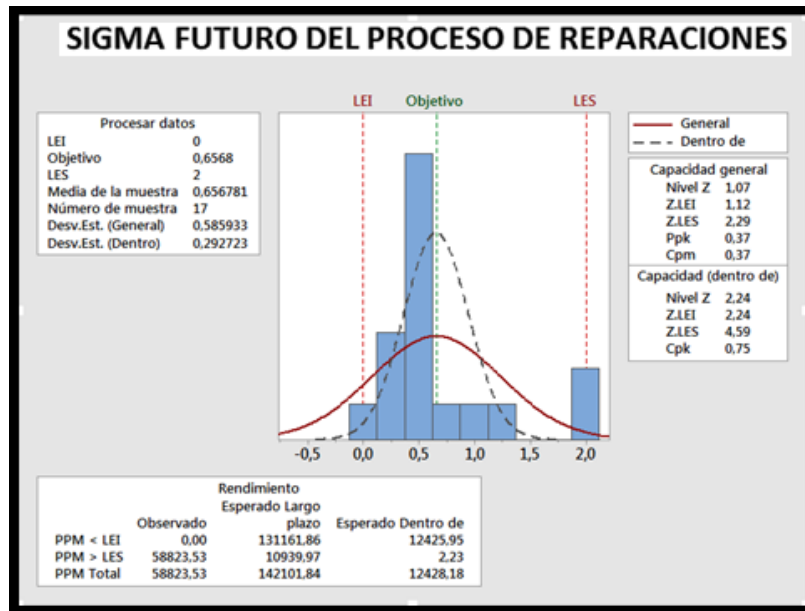 SIGMA FUTURO DEL PROCESO DE REPARACIONES
LEI Objetivo LES
Procesar datos
LEI 0
Objetivo 0,6568
LES 2
Media de la muestra 0,656781
Número de muestra 17
Desv.Est. (General) 0,585933
Desv.Est. (Dentro) 0,292723
General
Dentro de
Capacidad general
Nivel Z 1,07
Z.LEI 1,12
Z.LES 2,29
Ppk 0,37
Cpm 0,37
Capacidad (dentro de)
Nivel Z 2,24
Z.LEI 2,24
Z.LES 4,59
Cpk 0,75
-0,5 0,0 0,5 1,0 1,5 2,0
Rendimiento
Esperado Largo
Observado plazo Esperado Dentro de
PPM < LEI 0,00 131161,86 12425,95
PPM > LES 58823,53 10939,97 2,23
PPM Total 58823,53 142101,84 12428,18